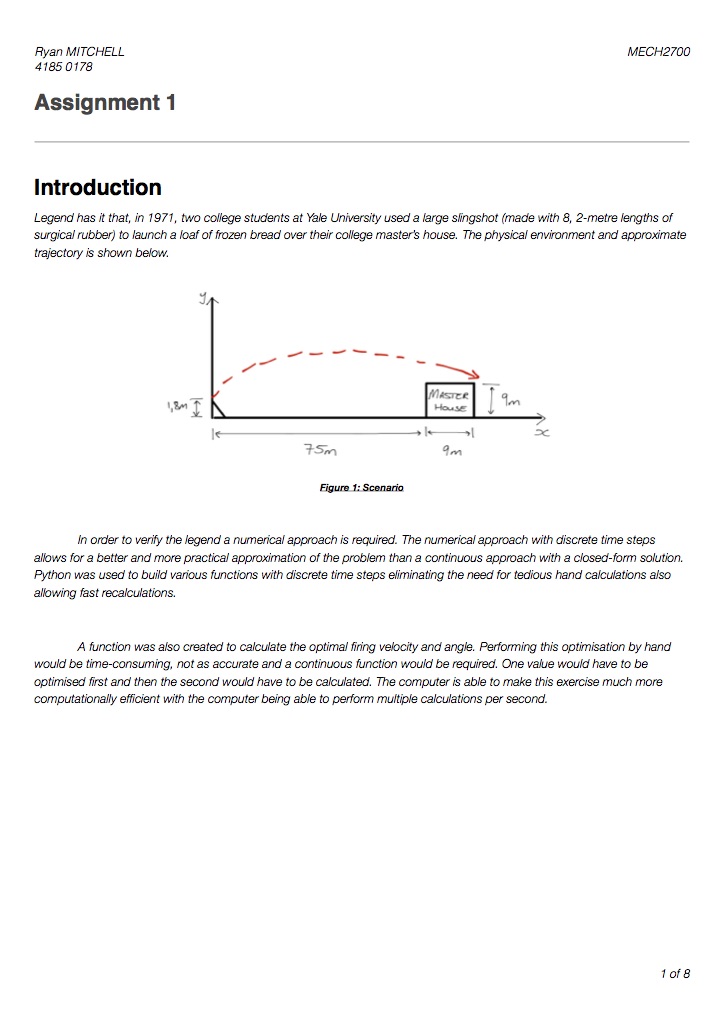 Ryan MITCHELL
MECH2700
4185 0178
Assignment 1
Introduction
Legend has it that, in 1971, two college students at Yale University used a large slingshot (made with 8, 2-metre lengths of
surgical rubber) to launch a loaf of frozen bread over their college master's house. The physical environment and approximate
trajectory is shown below.
y
1,8m
MASTER
HOUSE
9m
x
75m
9m
Figure 1: Scenario
In order to verify the legend a numerical approach is required. The numerical approach with discrete time steps
allows for a better and more practical approximation of the problem than a continuous approach with a closed-form solution.
Python was used to build various functions with discrete time steps eliminating the need for tedious hand calculations also
allowing fast recalculations.
A function was also created to calculate the optimal firing velocity and angle. Performing this optimisation by hand
would be time-consuming, not as accurate and a continuous function would be required. One value would have to be
optimised first and then the second would have to be calculated. The computer is able to make this exercise much more
computationally efficient with the computer being able to perform multiple calculations per second.
1 of 8